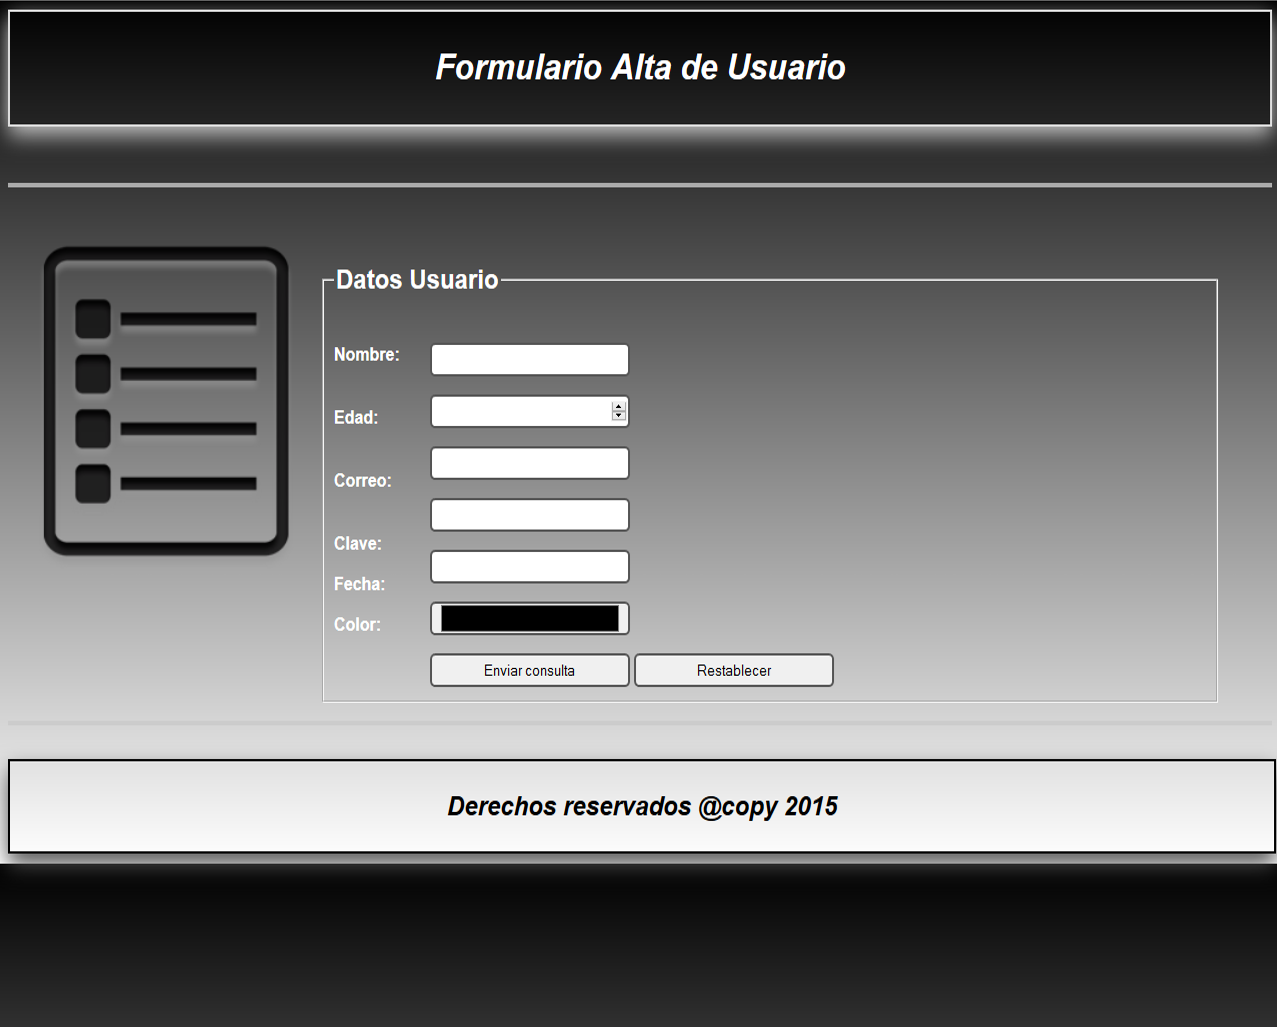 Formulario Alta de Usuario
Datos Usuario
Nombre:
Edad:
Correo:
Clave:
Fecha:
Color:
Enviar consulta Restablecer
Derechos reservados @copy 2015